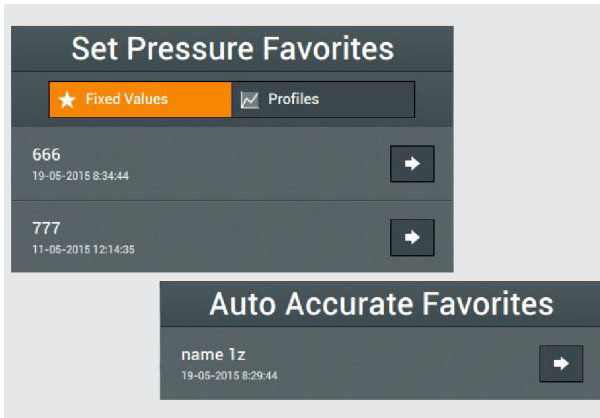 Set Pressure Favorites
Fixed Values
Profiles
666
19-05-2015 8:34:44
777
11-05-2015 12:14:35
Auto Accurate Favorites
name 1z
19-05-2015 8:29:44